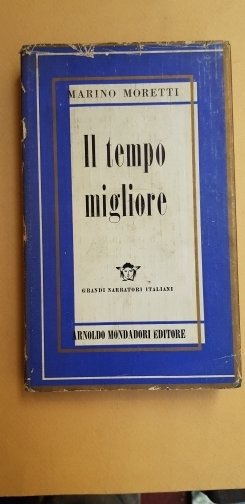 MARINO MORETTI
Il tempo
migliore
GRANDI NARRATORI ITALIANI
ARNOLDO MONDADORI EDITORE